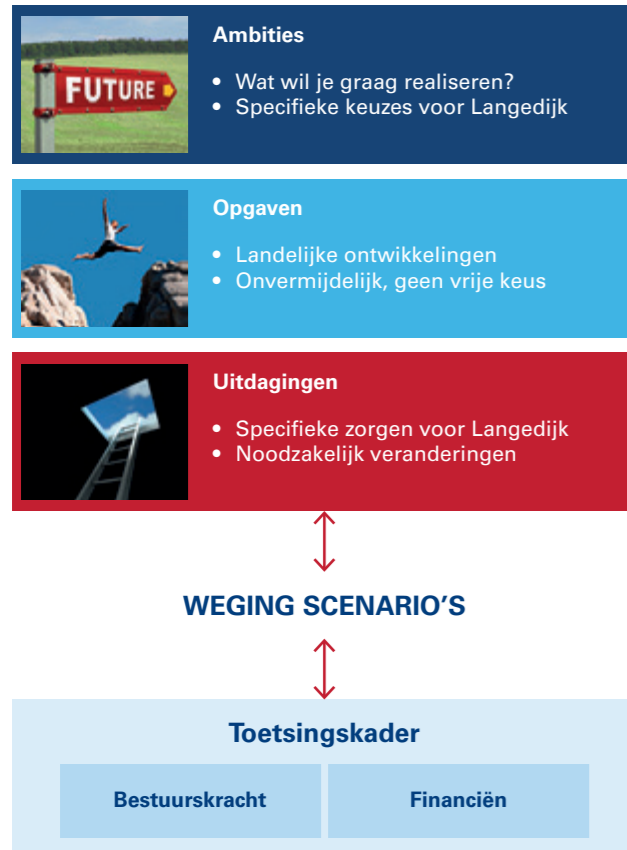 FUTURE
Ambities
• Wat wil je graag realiseren?
• Specifieke keuzes voor Langedijk
Opgaven
• Landelijke ontwikkelingen
• Onvermijdelijk, geen vrije keus
Uitdagingen
• Specifieke zorgen voor Langedijk
• Noodzakelijk veranderingen
WEGING SCENARIO'S
Toetsingskader
Bestuurskracht
Financiën